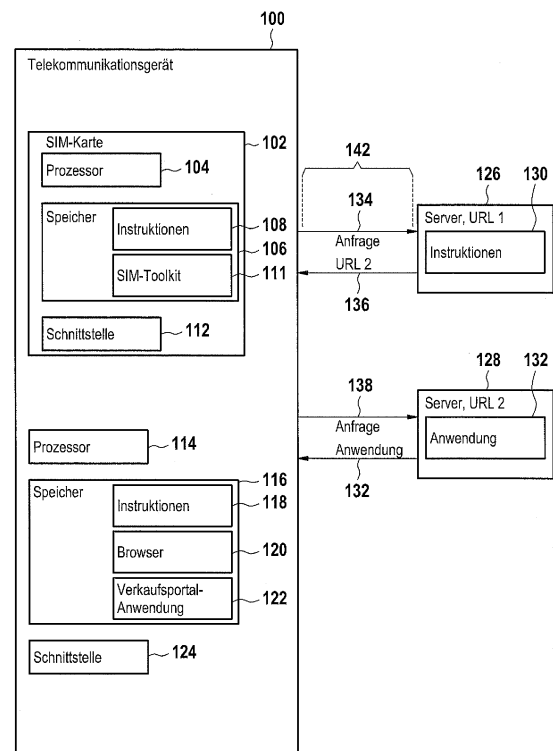 100
Telekommunikationsgerät
SIM-Karte
102
Prozessor
104
Speicher
Instruktionen
108
106
SIM-Toolkit
111
Schnittstelle
112
142
134
Anfrage
URL 2
136
126
130
Server, URL 1
Instruktionen
138
Anfrage
Anwendung
132
128
132
Server, URL 2
Anwendung
Prozessor
114
Speicher
116
Instruktionen
118
Browser
120
Verkaufsportal-
Anwendung
122
Schnittstelle
124